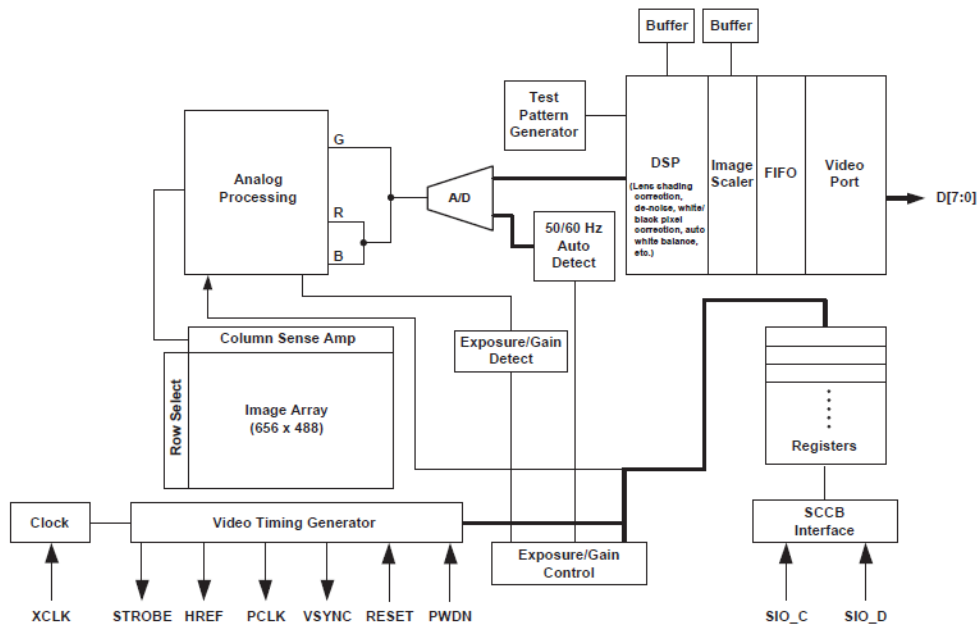 Buffer
Buffer
Test
Pattern
Generator
DSP
(Lens shading
correction,
de-noise, white/
black pixel
correction, auto
white balance,
etc.)
Image
Scaler
FIFO
Video
Port
D[7:0]
Analog
Processing
G
R
B
A/D
50/60 Hz
Auto
Detect
Column Sense Amp
Row Select
Image Array
(656 x 488)
Exposure/Gain
Detect
Registers
Clock
Video Timing Generator
Exposure/Gain
Control
SCCB
Interface
XCLK
STROBE
HREF
PCLK
VSYNC
RESET
PWDN
SIO_C
SIO_D